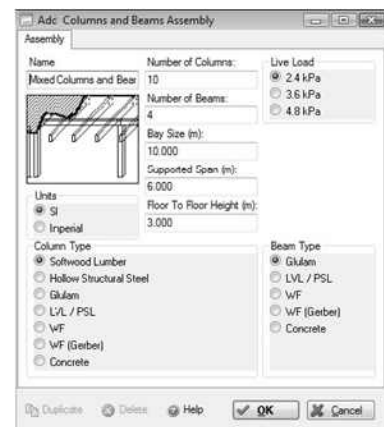 Adc Columns and Beams Assembly
Assembly
Name
Mixed Columns and Bear
Number of Columns:
10
Number of Beams:
4
Bay Size (m):
10.000
Supported Span (m):
6.000
Floor To Floor Height (m):
3.000
Live Load
2.4 kPa
3.6 kPa
4.8 kPa
Units
SI
Imperial
Column Type
Softwood Lumber
Hollow Structural Steel
Glulam
LVL / PSL
WF
WF (Gerber)
Concrete
Beam Type
Glulam
LVL / PSL
WF
WF (Gerber)
Concrete
Duplicate
Delete
Help
OK
Cancel